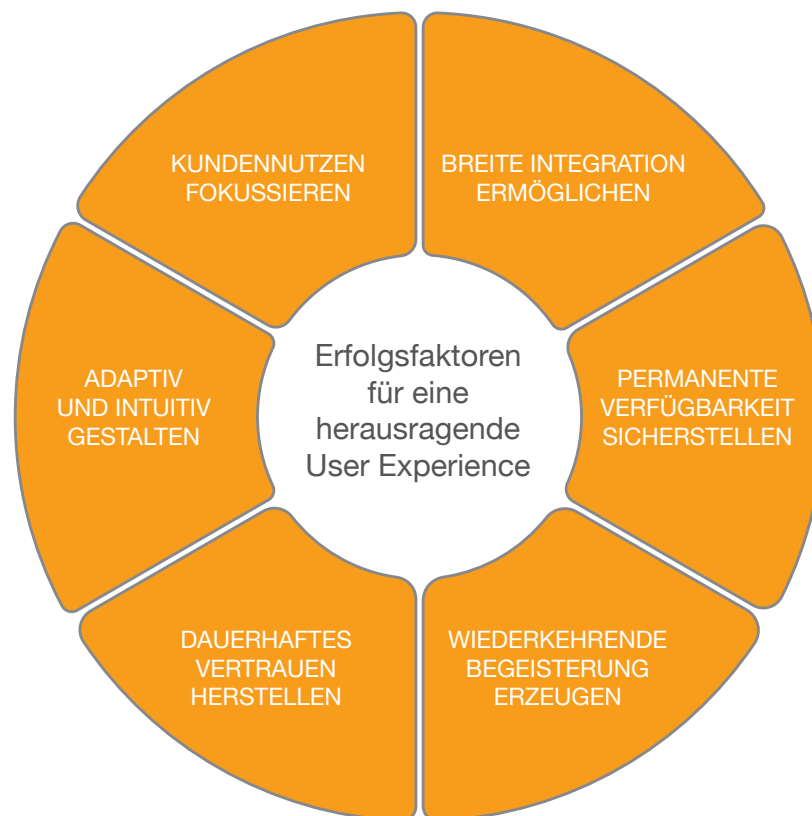 KUNDENNUTZEN
FOKUSSIEREN
BREITE INTEGRATION
ERMÖGLICHEN
ADAPTIV
UND INTUITIV
GESTALTEN
Erfolgsfaktoren
für eine
herausragende
User Experience
PERMANENTE
VERFÜGBARKEIT
SICHERSTELLEN
DAUERHAFTES
VERTRAUEN
HERSTELLEN
WIEDERKEHRENDE
BEGEISTERUNG
ERZEUGEN